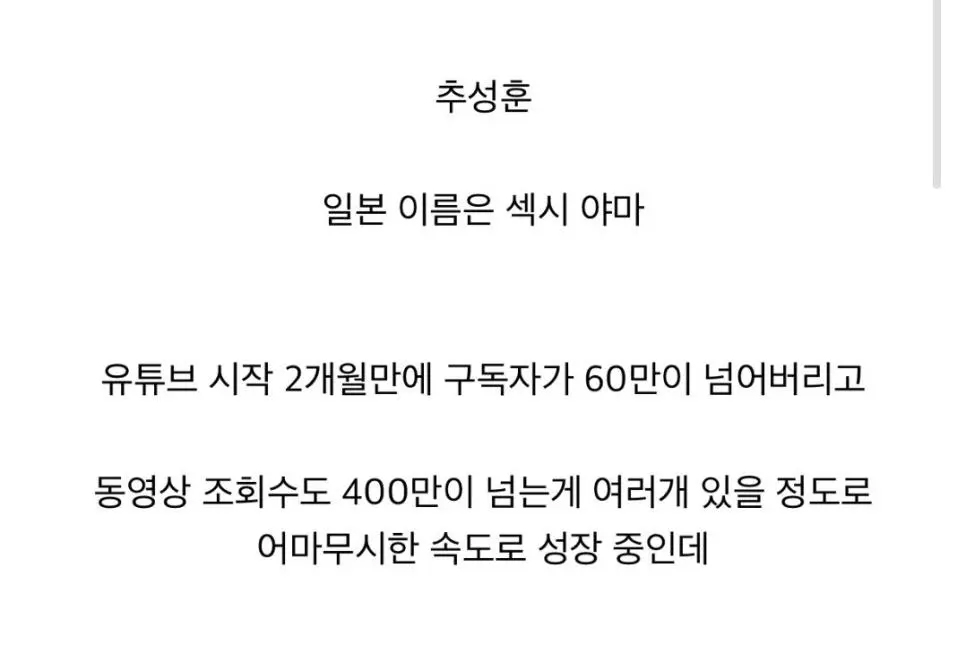 추성훈
일본 이름은 섹시 야마
유튜브 시작 2개월만에 구독자가 60만이 넘어버리고
동영상 조회수도 400만이 넘는게 여러개 있을 정도로
어마무시한 속도로 성장 중인데